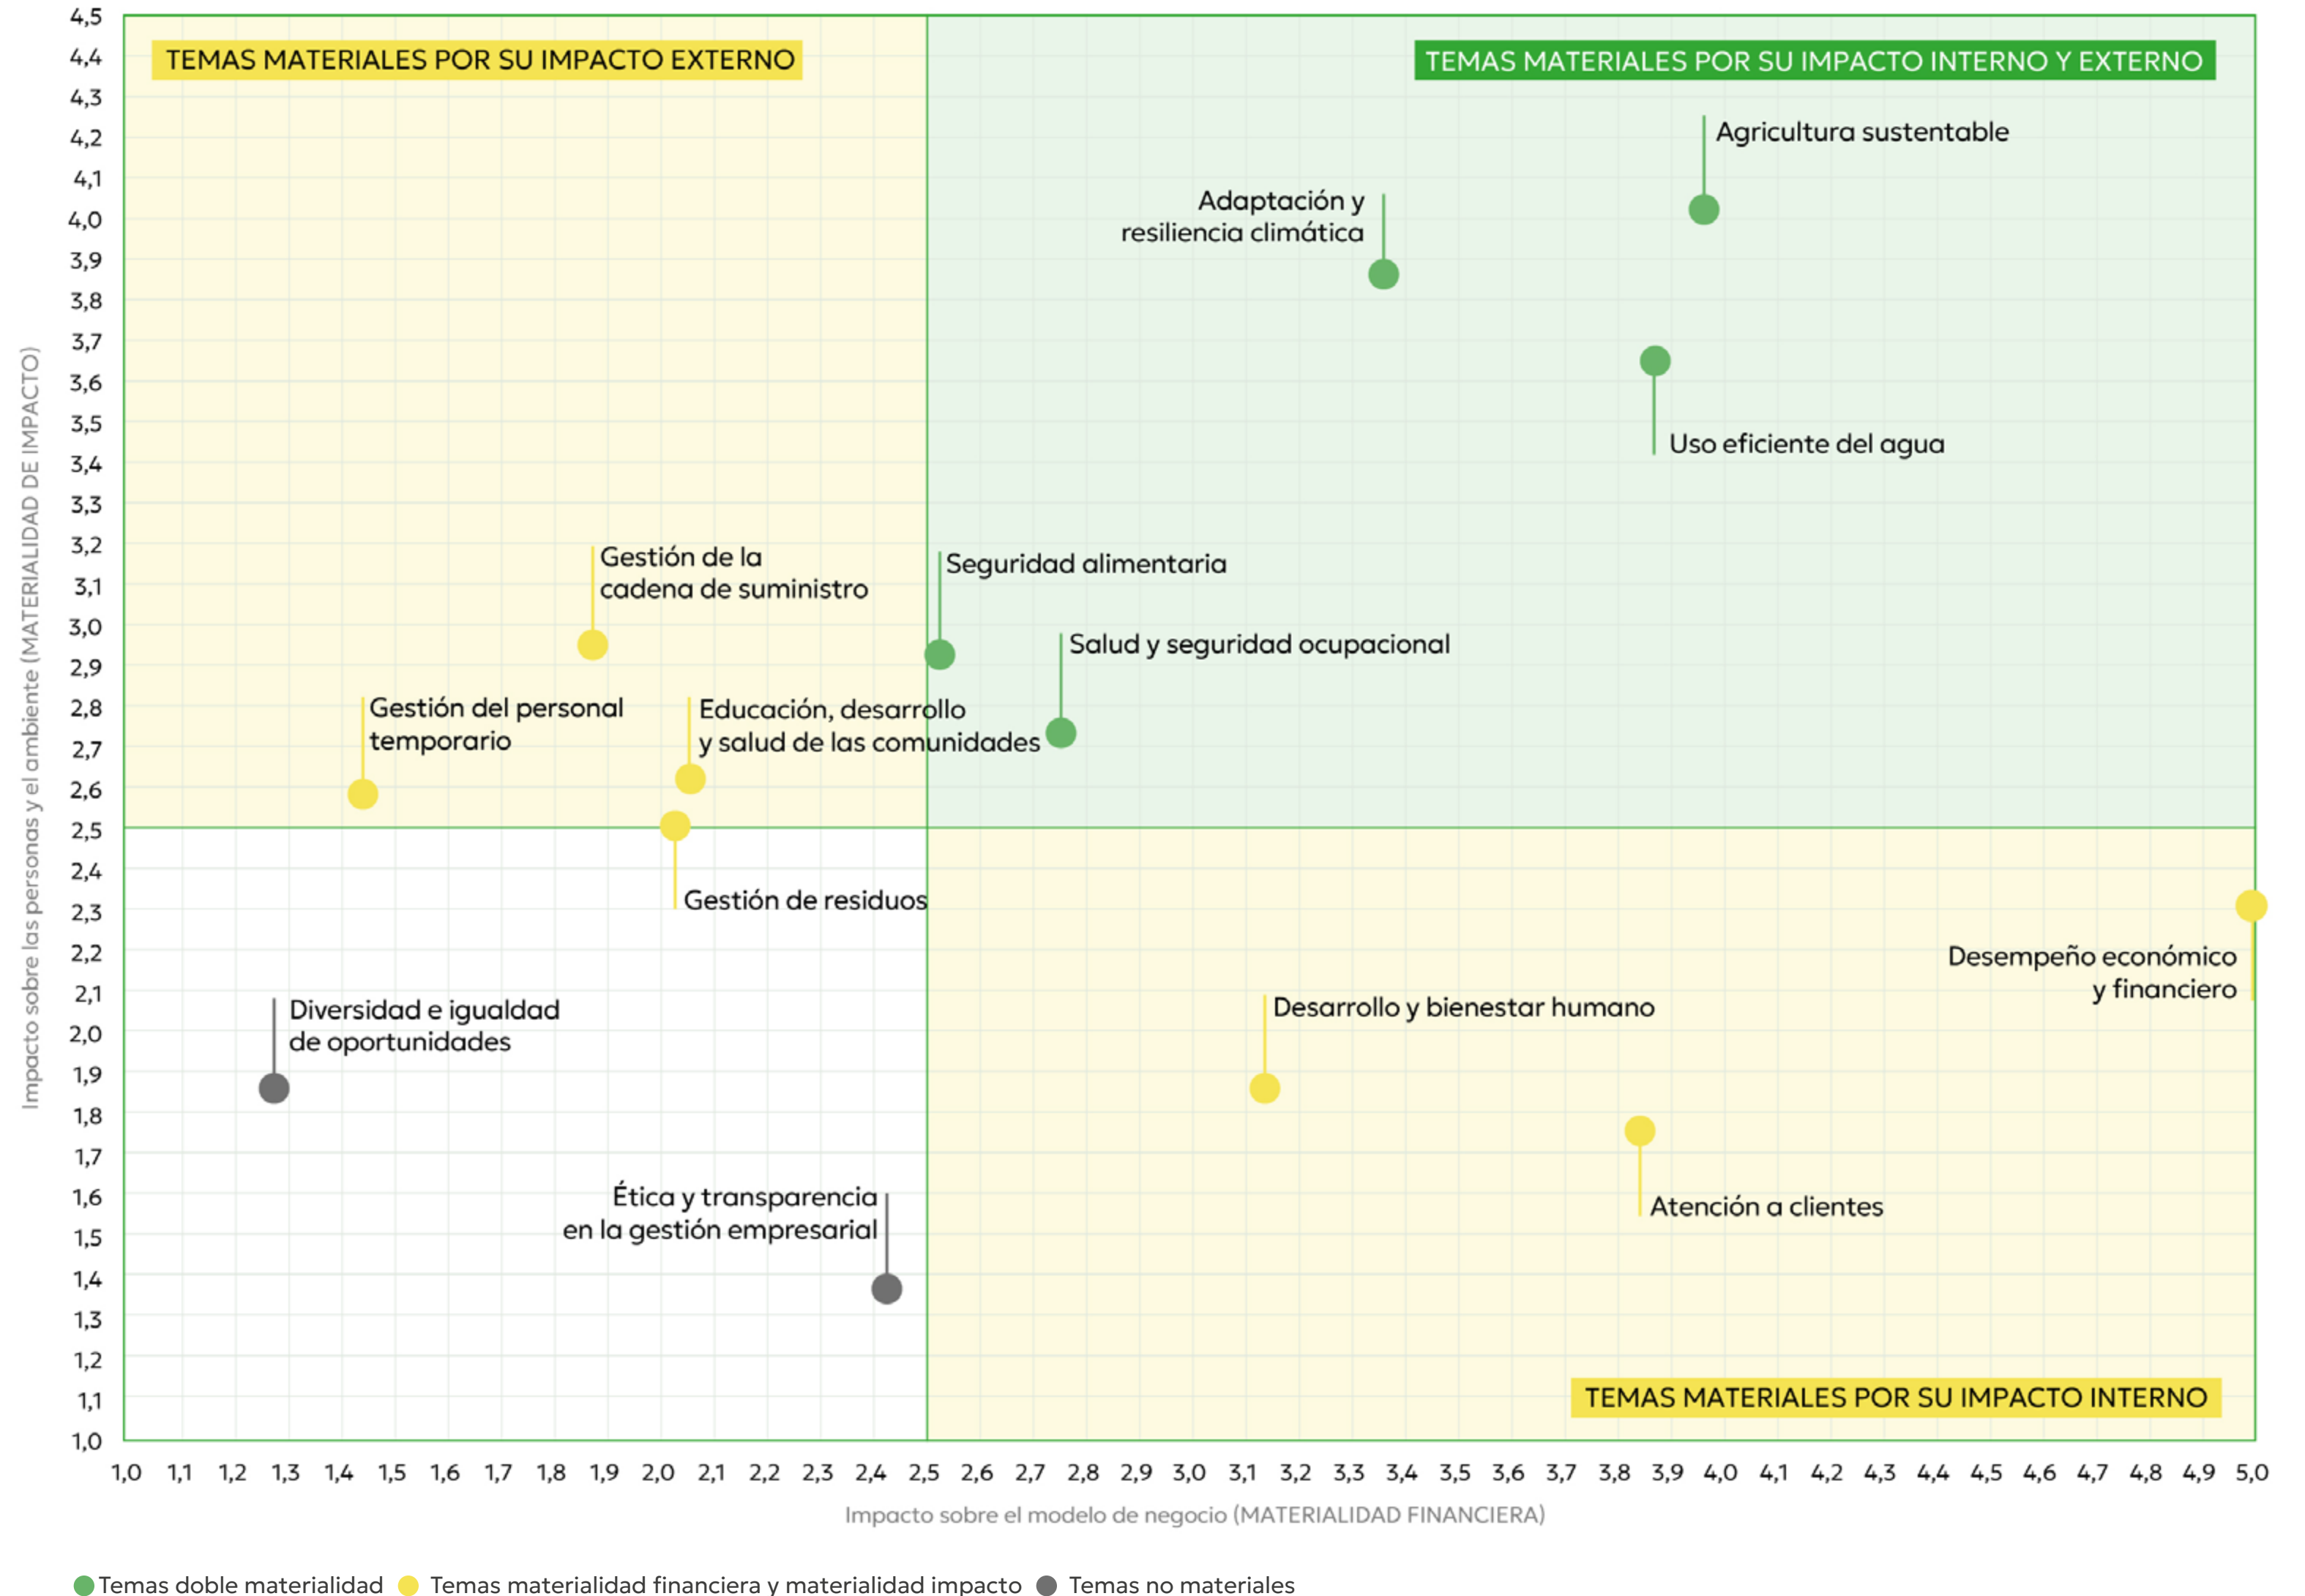 TEMAS MATERIALES POR SU IMPACTO EXTERNO
TEMAS MATERIALES POR SU IMPACTO INTERNO Y EXTERNO
Agricultura sustentable
Adaptación y
resiliencia climática
Uso eficiente del agua
Gestión de la
cadena de suministro
Seguridad alimentaria
Salud y seguridad ocupacional
Gestión del personal
temporario
Educación, desarrollo
y salud de las comunidades
Gestión de residuos
Desempeño económico
y financiero
Diversidad e igualdad
de oportunidades
Desarrollo y bienestar humano
Ética y transparencia
en la gestión empresarial
Atención a clientes
TEMAS MATERIALES POR SU IMPACTO INTERNO
Impacto sobre las personas y el ambiente (MATERIALIDAD DE IMPACTO)
4,5
4,4
4,3
4,2
4,1
4,0
3,9
3,8
3,7
3,6
3,5
3,4
3,3
3,2
3,1
3,0
2,9
2,8
2,7
2,6
2,5
2,4
2,3
2,2
2,1
2,0
1,9
1,8
1,7
1,6
1,5
1,4
1,3
1,2
1,1
1,0
1,0 1,1 1,2 1,3 1,4 1,5 1,6 1,7 1,8 1,9 2,0 2,1 2,2 2,3 2,4 2,5 2,6 2,7 2,8 2,9 3,0 3,1 3,2 3,3 3,4 3,5 3,6 3,7 3,8 3,9 4,0 4,1 4,2 4,3 4,4 4,5 4,6 4,7 4,8 4,9 5,0
Impacto sobre el modelo de negocio (MATERIALIDAD FINANCIERA)
Temas doble materialidad Temas materialidad financiera y materialidad impacto Temas no materiales